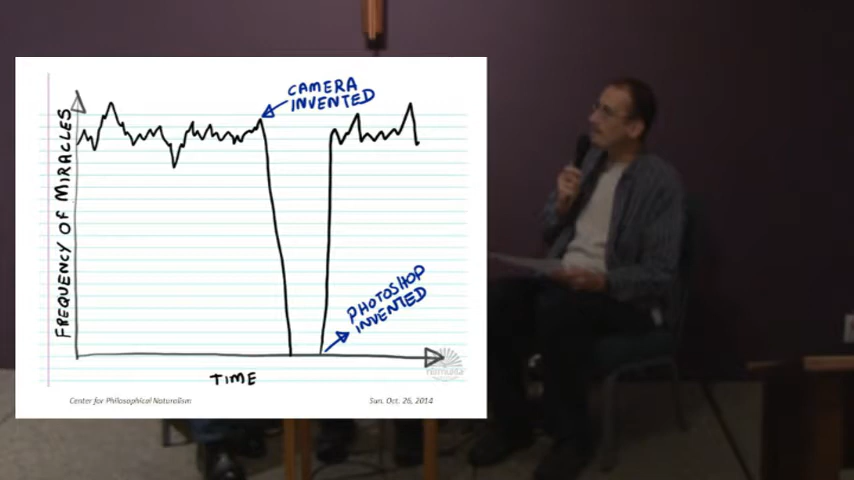 CAMERA
INVENTED
FREQUENCY OF MIRACLES
PHOTOSHOP
INVENTED
TIME
Center for Philosophical Naturalism
Sun. Oct. 26, 2014